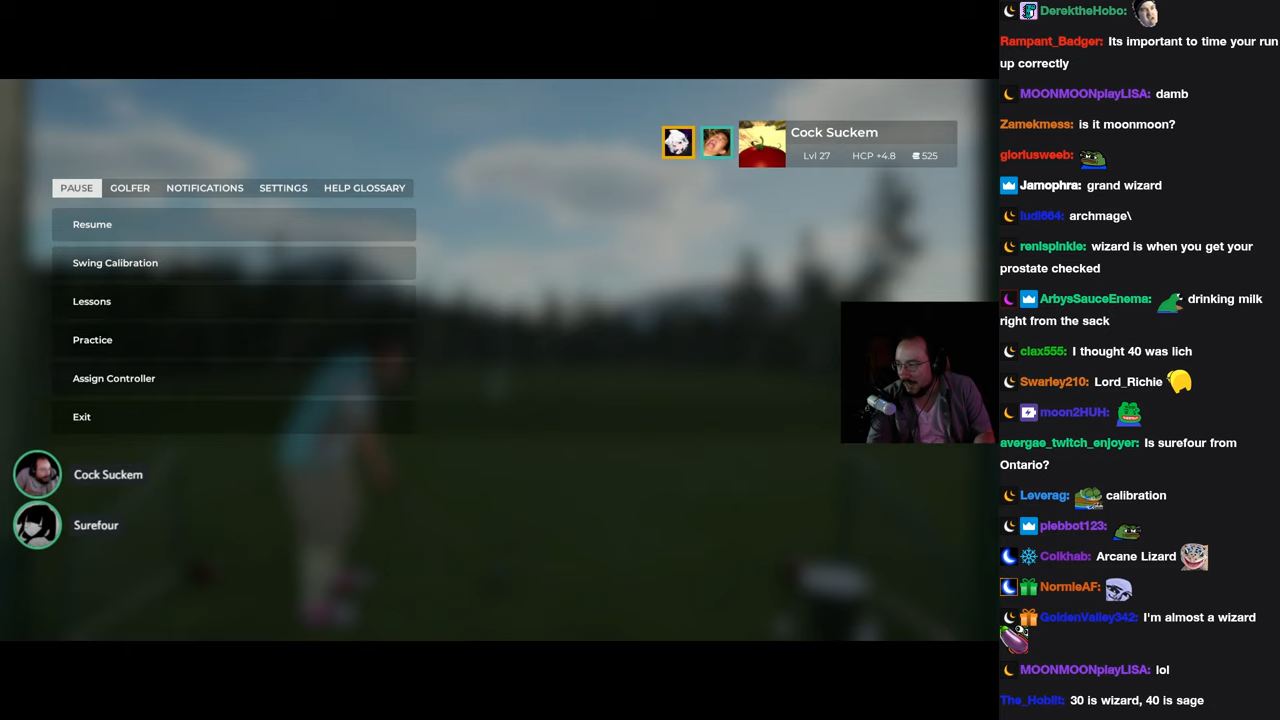 Cock Suckem
Lvl 27 HCP +4.8 525
PAUSE GOLFER NOTIFICATIONS SETTINGS HELP GLOSSARY
Resume
Swing Calibration
Lessons
Practice
Assign Controller
Exit
Cock Suckem
Surefour
DerektheHobo:
Rampant_Badger: Its important to time your run
up correctly
MOONMOONplayLISA: damb
Zamekmess: is it moonmoon?
gloriusweeb:
Jamophra: grand wizard
ludi664: archmage\
renispinkle: wizard is when you get your
prostate checked
ArbysSauceEnema: drinking milk
right from the sack
clax555: I thought 40 was lich
Swarley210: Lord_Richie
moon2HUH:
avergae_twitch_enjoyer: Is surefour from
Ontario?
Leverag: calibration
plebbot123:
Colkhab: Arcane Lizard
NormieAF:
GoldenValley342: I'm almost a wizard
MOONMOONplayLISA: lol
The_Hobiit: 30 is wizard, 40 is sage